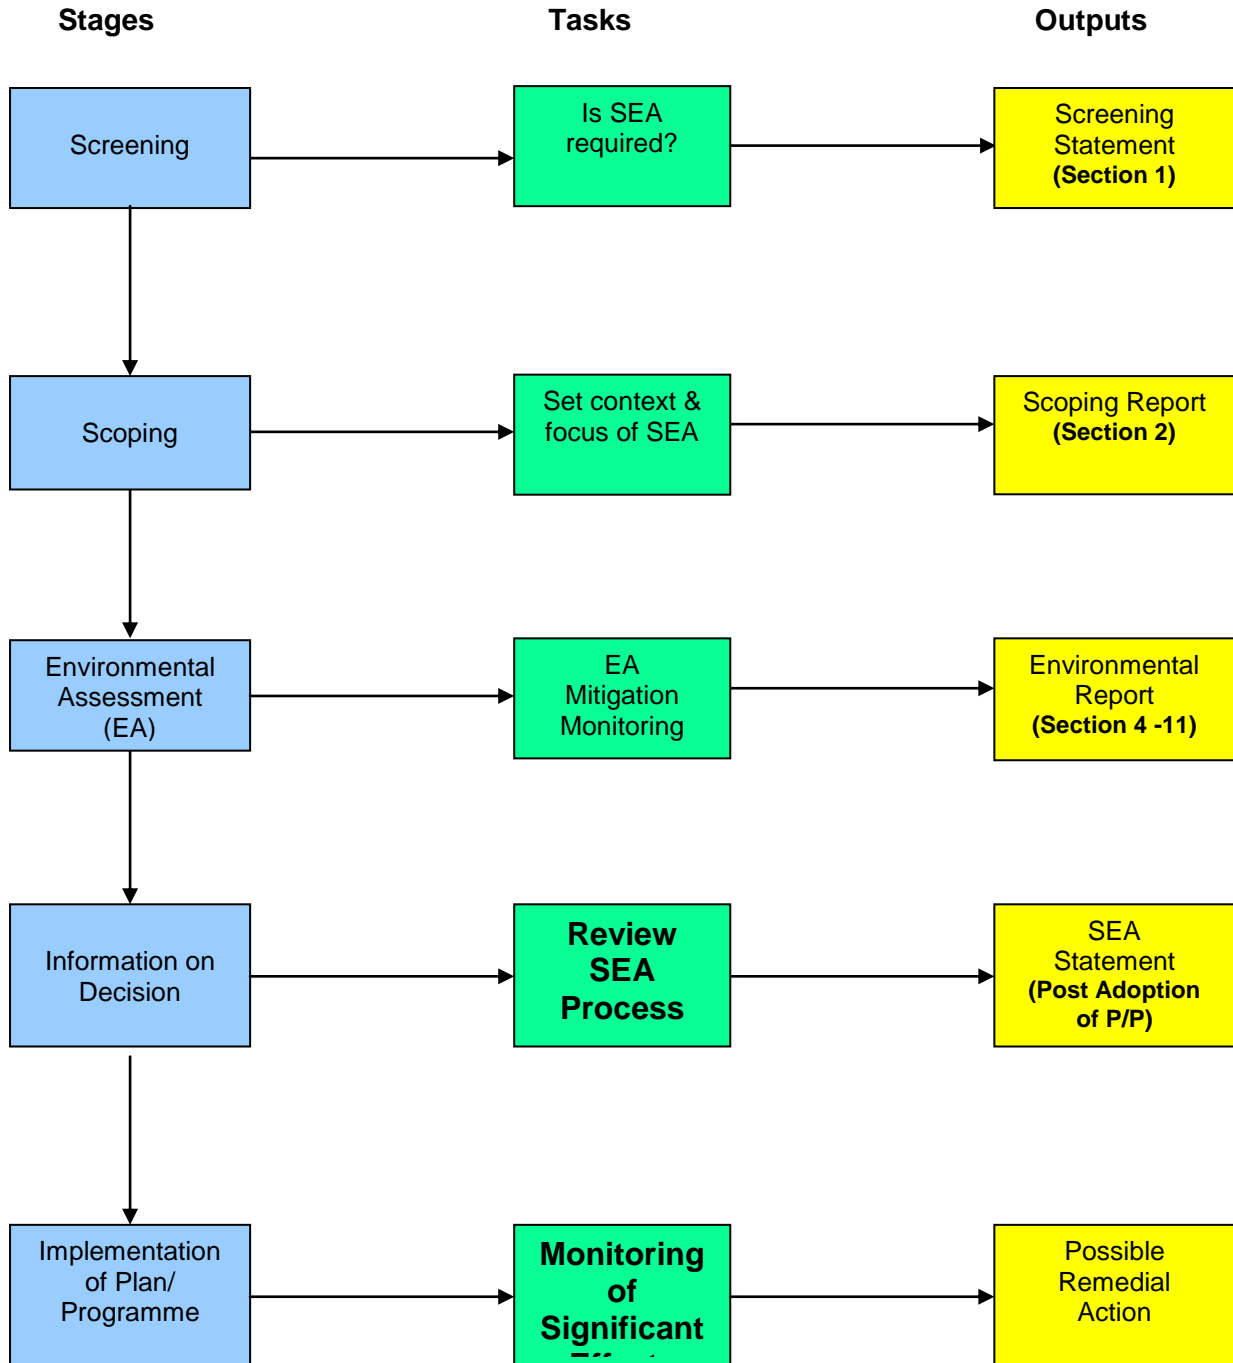 Stages Tasks Outputs
Screening
Is SEA
required?
Screening
Statement
(Section 1)
Scoping
Set context &
focus of SEA
Scoping Report
(Section 2)
Environmental
Assessment
(EA)
EA
Mitigation
Monitoring
Environmental
Report
(Section 4 -11)
Information on
Decision
Review
SEA
Process
SEA
Statement
(Post Adoption
of P/P)
Implementation
of Plan/
Programme
Monitoring
of
Significant
Possible
Remedial
Action